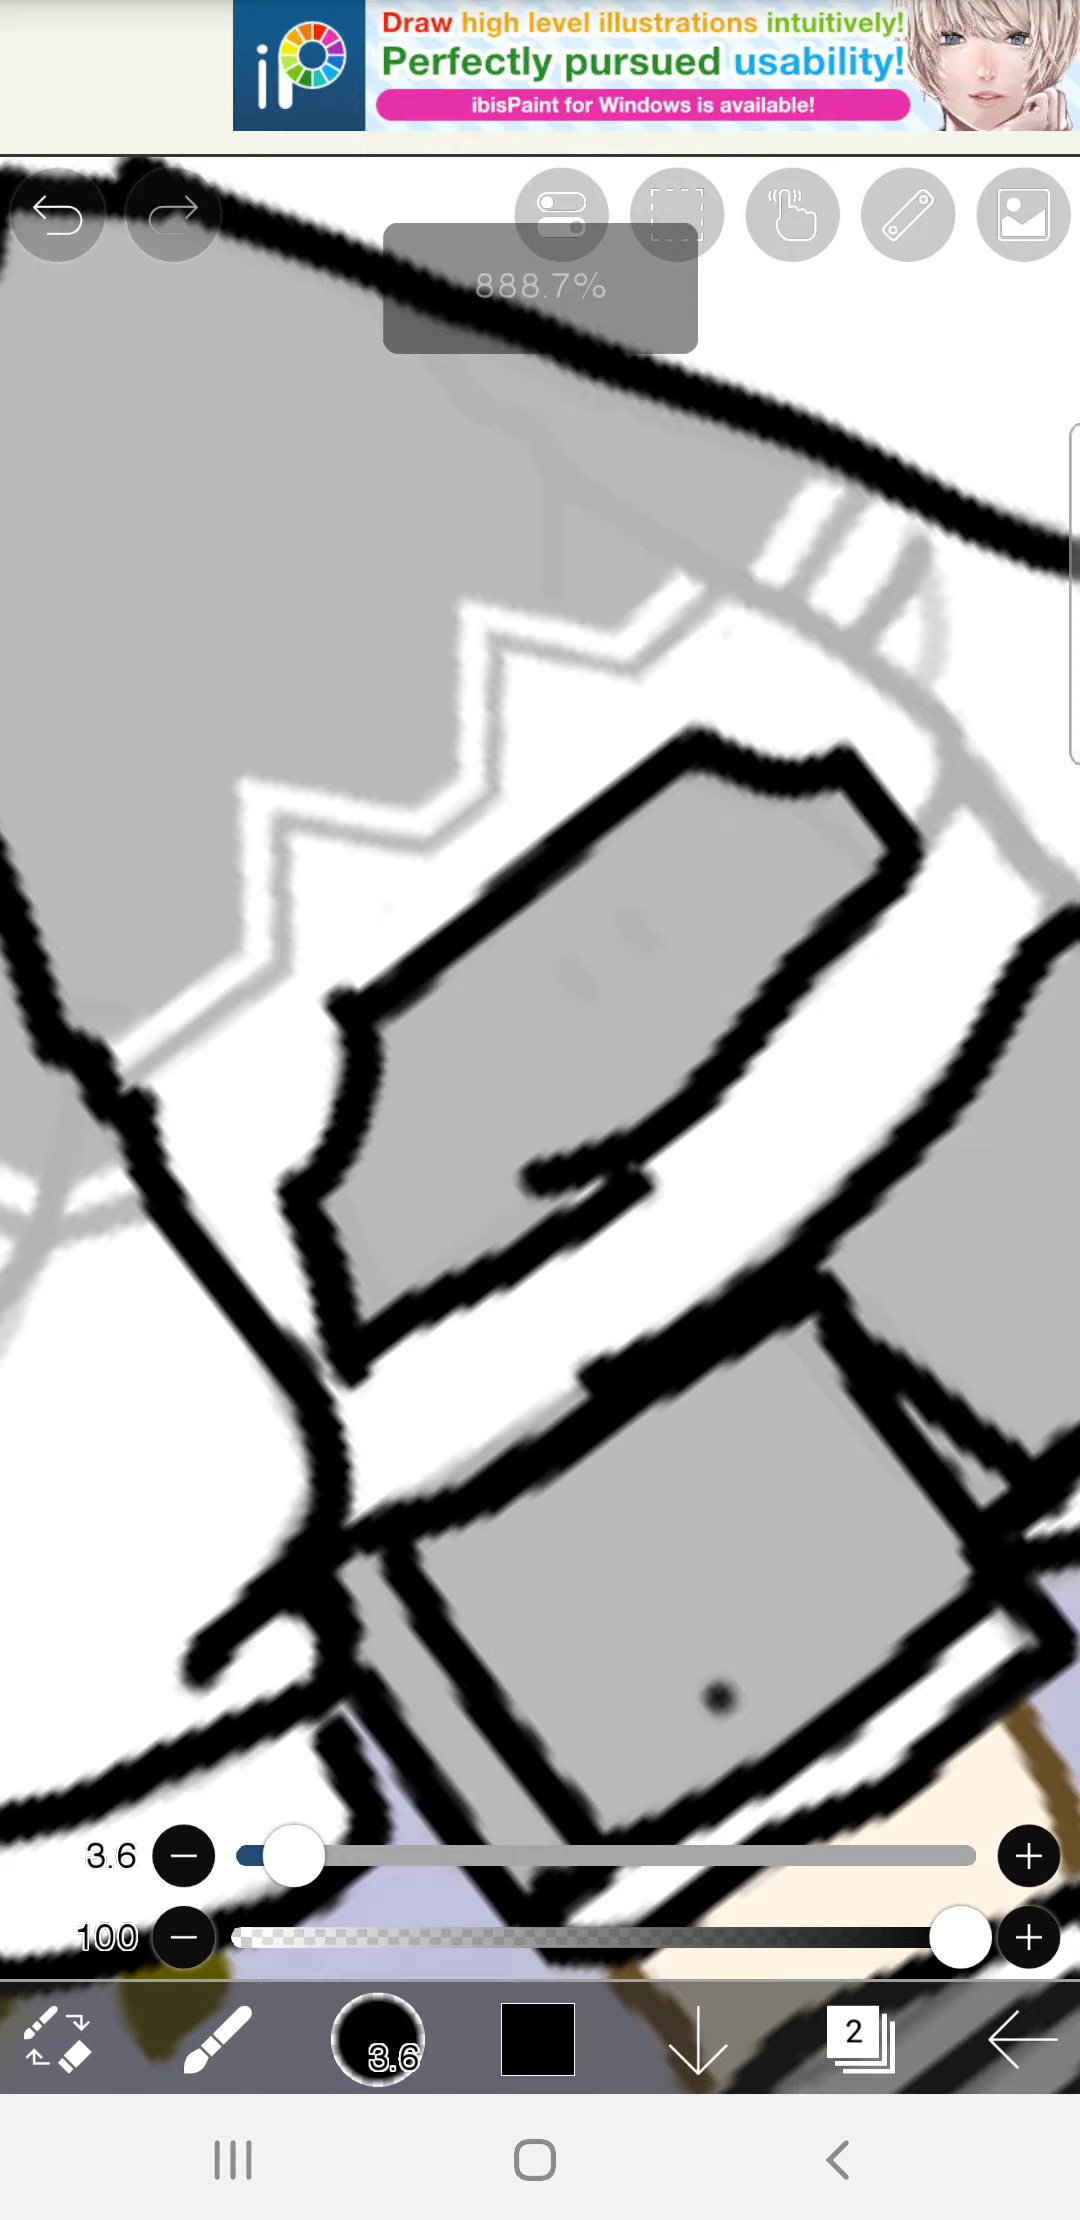 iP
Draw high level illustrations intuitively!
Perfectly pursued usability!
ibisPaint for Windows is available!
888.7%
3.6
100
3.6
2